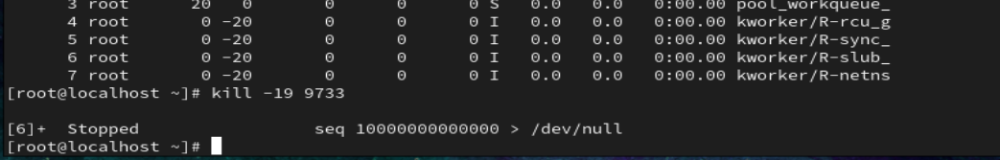 3 root 20 0 0 0 0 S 0.0 0.0 0:00.00 pool_workqueue_
4 root 0 -20 0 0 0 I 0.0 0.0 0:00.00 kworker/R-rcu_g
5 root 0 -20 0 0 0 I 0.0 0.0 0:00.00 kworker/R-sync_
6 root 0 -20 0 0 0 I 0.0 0.0 0:00.00 kworker/R-slub_
7 root 0 -20 0 0 0 I 0.0 0.0 0:00.00 kworker/R-netns
[root@localhost ~]# kill -19 9733
[6]+ Stopped seq 10000000000000 > /dev/null
[root@localhost ~]#